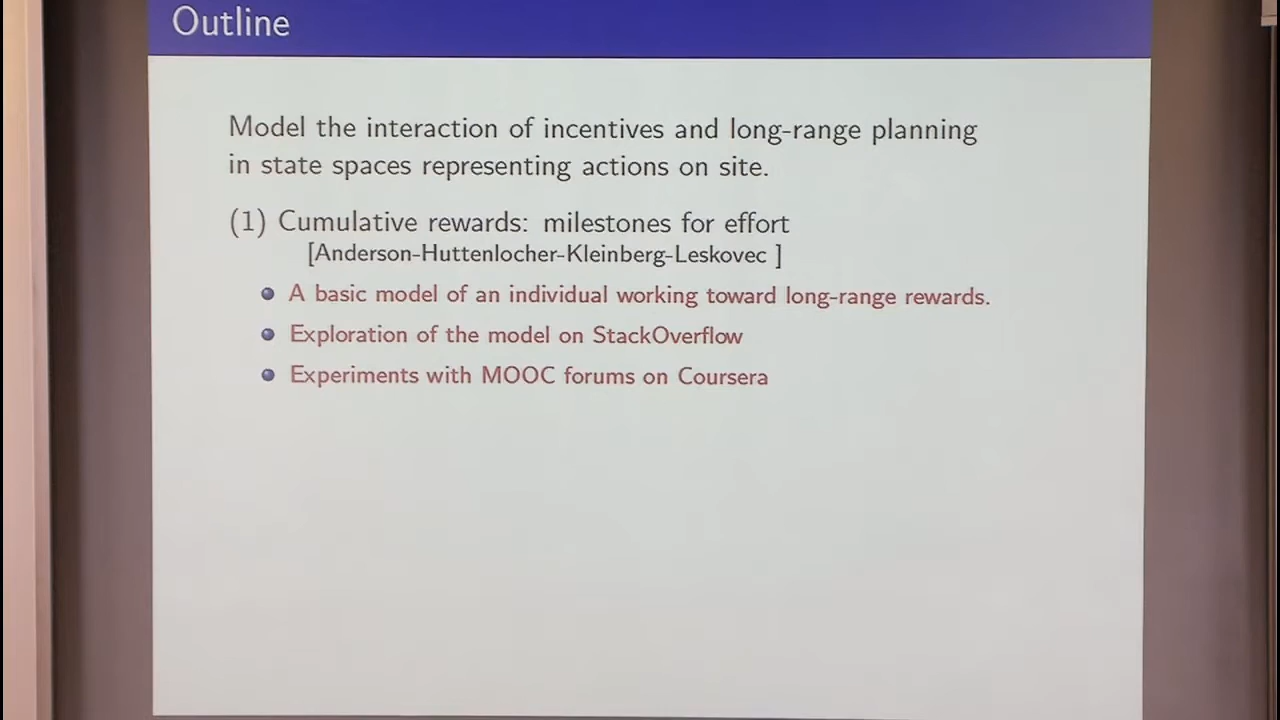 Outline
Model the interaction of incentives and long-range planning
in state spaces representing actions on site.
(1) Cumulative rewards: milestones for effort
[Anderson-Huttenlocher-Kleinberg-Leskovec ]
A basic model of an individual working toward long-range rewards.
Exploration of the model on StackOverflow
Experiments with MOOC forums on Coursera